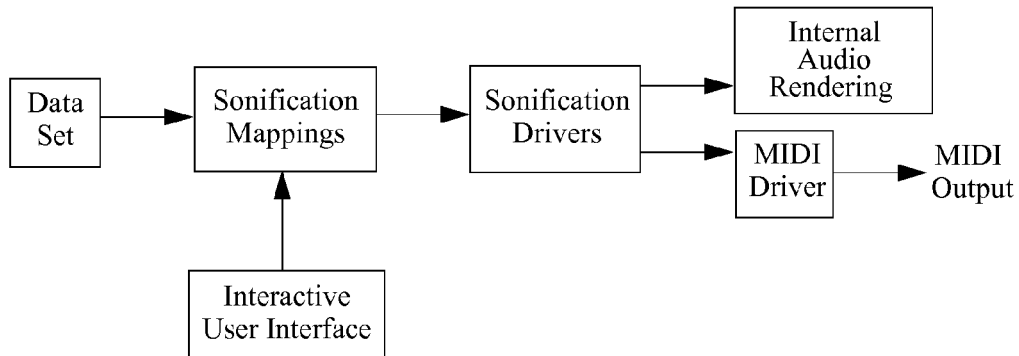 Data
Set
Sonification
Mappings
Sonification
Drivers
Internal
Audio
Rendering
MIDI
Driver
MIDI
Output
Interactive
User Interface